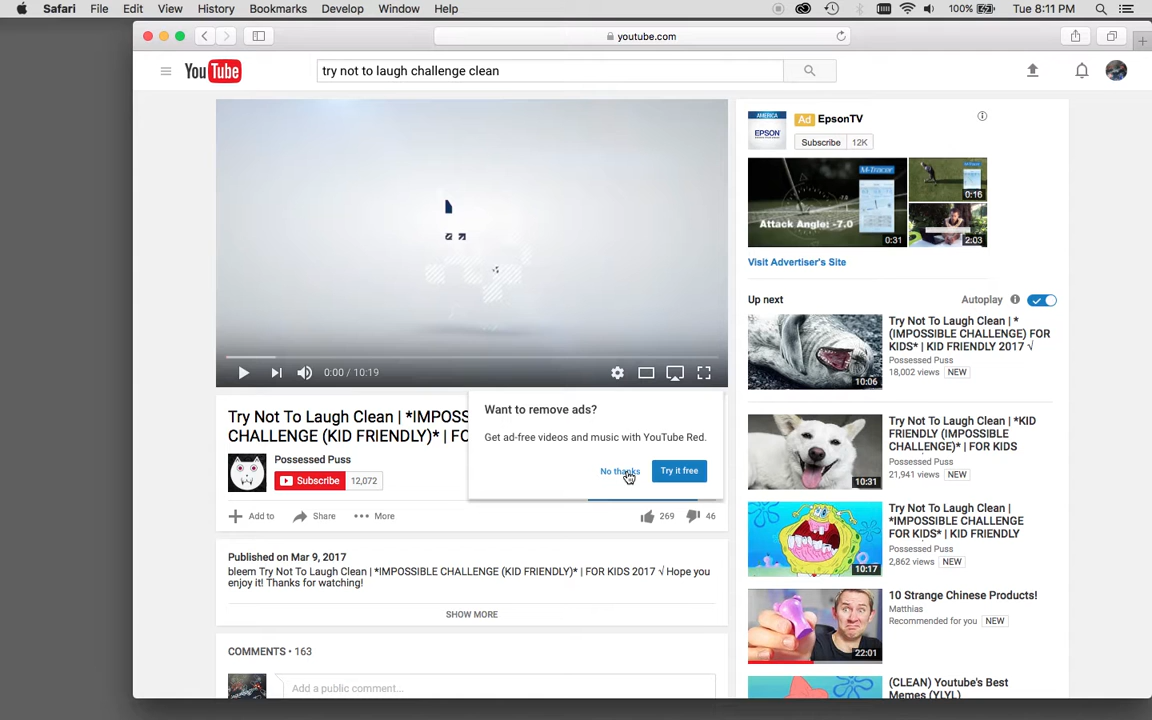 Safari File Edit View History Bookmarks Develop Window Help 100% Tue 8:11 PM
youtube.com
YouTube
try not to laugh challenge clean
0:00 / 10:19
Want to remove ads?
Get ad-free videos and music with YouTube Red.
No thanks
Try it free
Try Not To Laugh Clean | *IMPOSS
CHALLENGE (KID FRIENDLY)* | FO
Possessed Puss
Subscribe 12,072
Add to Share More
269 46
Published on Mar 9, 2017
bleem Try Not To Laugh Clean | *IMPOSSIBLE CHALLENGE (KID FRIENDLY)* | FOR KIDS 2017 √ Hope you
enjoy it! Thanks for watching!
SHOW MORE
COMMENTS • 163
Add a public comment...
AMERICA
EPSON
Ad EpsonTV
Subscribe 12K
M-Tracer
Attack Angle: -7.0
0:31
0:16
2:03
Visit Advertiser's Site
Up next
Autoplay
Try Not To Laugh Clean | *
(IMPOSSIBLE CHALLENGE) FOR
KIDS* | KID FRIENDLY 2017 √
Possessed Puss
18,002 views NEW
10:06
Try Not To Laugh Clean | *KID
FRIENDLY (IMPOSSIBLE
CHALLENGE)* | FOR KIDS
Possessed Puss
21,941 views NEW
10:31
Try Not To Laugh Clean |
*IMPOSSIBLE CHALLENGE
FOR KIDS* | KID FRIENDLY
Possessed Puss
2,862 views NEW
10:17
10 Strange Chinese Products!
Matthias
Recommended for you NEW
22:01
(CLEAN) Youtube's Best
Memes (YLYL)